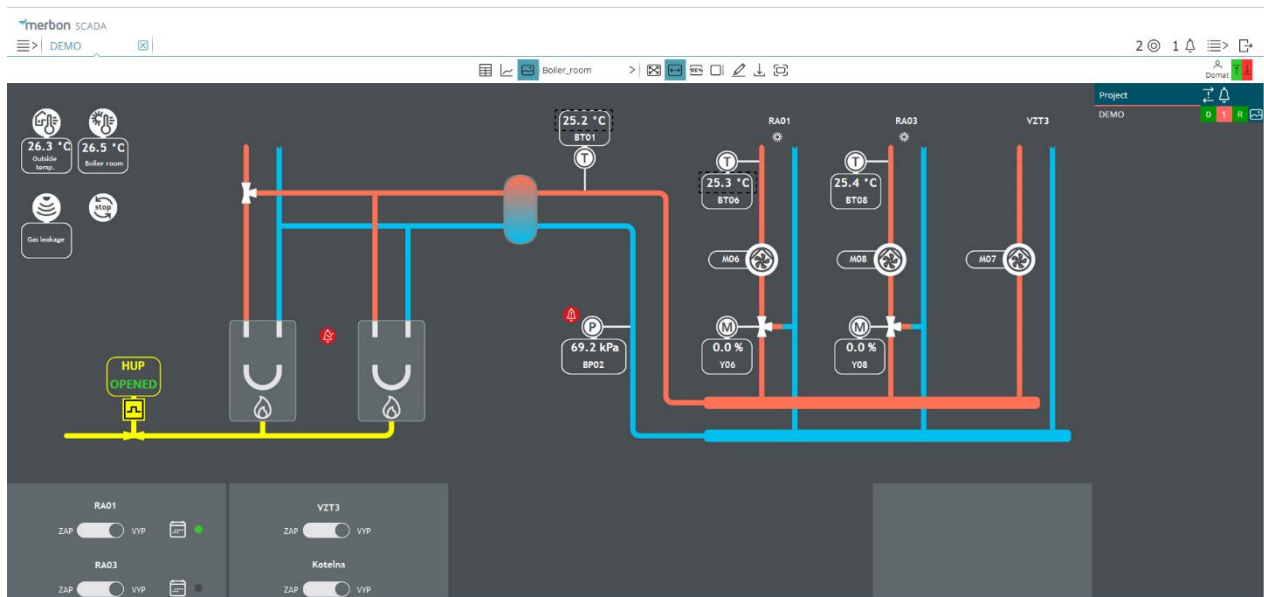 merbon SCADA
DEMO
2 1
Boiler_room
100%
Domat
Project
DEMO 0 1 R
26.3 °C
Outside
temp.
26.5 °C
Boiler room
stop
Gas leakage
25.2 °C
BT01
T
RA01
RA03
VZT3
T
25.3 °C
BT06
T
25.4 °C
BT08
M06
M08
M07
P
69.2 kPa
BP02
M
0.0 %
Y06
M
0.0 %
Y08
HUP
OPENED
RA01
ZAP VYP
RA03
ZAP VYP
VZT3
ZAP VYP
Kotelna
ZAP VYP